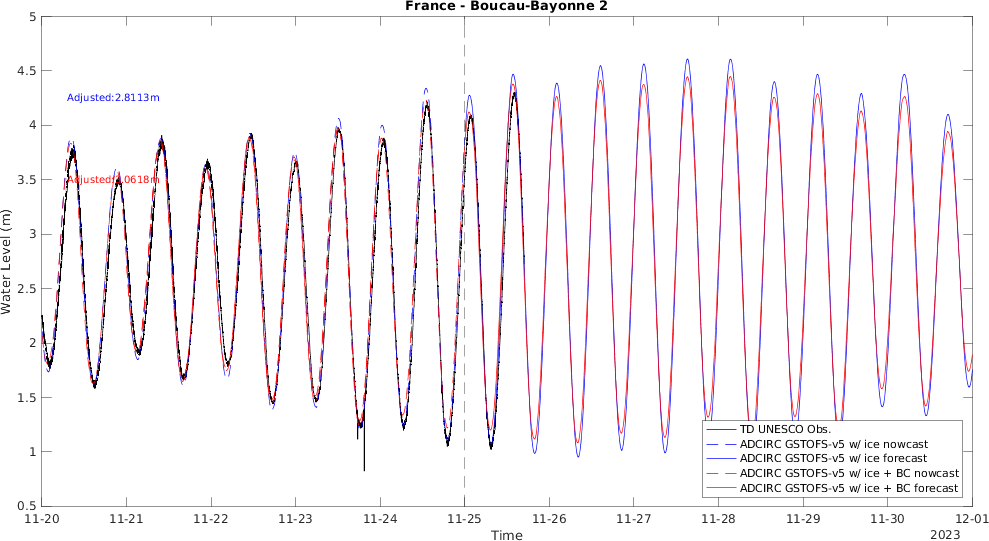 France - Boucau-Bayonne 2
5
4.5
4
3.5
3
2.5
2
1.5
1
0.5
Water Level (m)
Adjusted:2.8113m
TD UNESCO Obs.
ADCIRC GSTOFS-v5 w/ ice nowcast
ADCIRC GSTOFS-v5 w/ ice forecast
ADCIRC GSTOFS-v5 w/ ice + BC nowcast
ADCIRC GSTOFS-v5 w/ ice + BC forecast
11-20 11-21 11-22 11-23 11-24 11-25 11-26 11-27 11-28 11-29 11-30 12-01
Time
2023